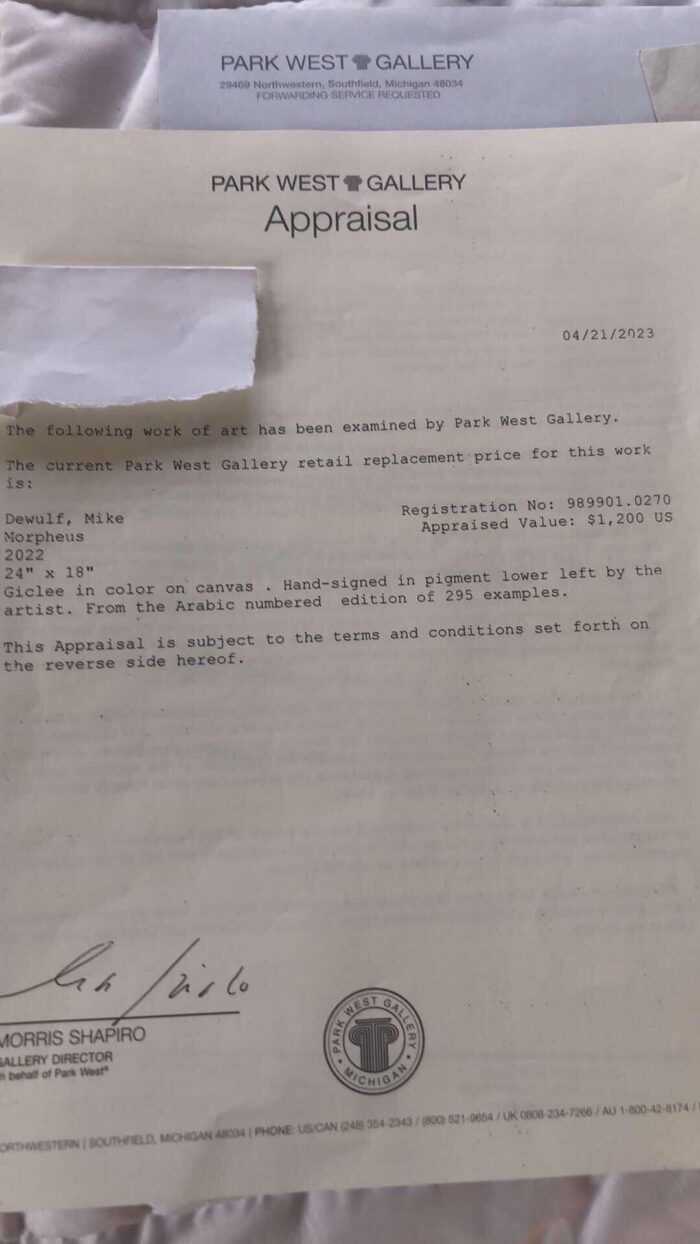 PARK WEST GALLERY
29469 Northwestern, Southfield, Michigan 48034
FORWARDING SERVICE REQUESTED
PARK WEST GALLERY
Appraisal
04/21/2023
The following work of art has been examined by Park West Gallery.
The current Park West Gallery retail replacement price for this work
is:
Dewulf, Mike
Registration No: 989901.0270
Morpheus
Appraised Value: $1,200 US
2022
24" x 18"
Giclee in color on canvas . Hand-signed in pigment lower left by the
artist. From the Arabic numbered edition of 295 examples.
This Appraisal is subject to the terms and conditions set forth on
the reverse side hereof.
MORRIS SHAPIRO
GALLERY DIRECTOR
n behalf of Park West®
PARK WEST GALLERY
MICHIGAN
ORTHWESTERN | SOUTHFIELD, MICHIGAN 48034 | PHONE: US/CAN (248) 354-2343 / (800) 521-9654 / UK 0808-234-7266 / AU 1-800-42-8174 /